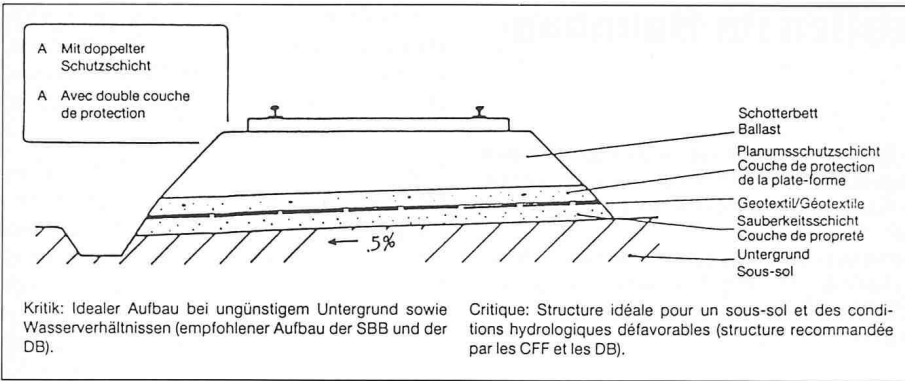 A Mit doppelter
Schutzschicht
A Avec double couche
de protection
Schotterbett
Ballast
Planumsschutzschicht
Couche de protection
de la plate-forme
Geotextil/Géotextile
Sauberkeitsschicht
Couche de propreté
Untergrund
Sous-sol
← 5%
Kritik: Idealer Aufbau bei ungünstigem Untergrund sowie
Wasserverhältnissen (empfohlener Aufbau der SBB und der
DB).
Critique: Structure idéale pour un sous-sol et des condi-
tions hydrologiques défavorables (structure recommandée
par les CFF et les DB).